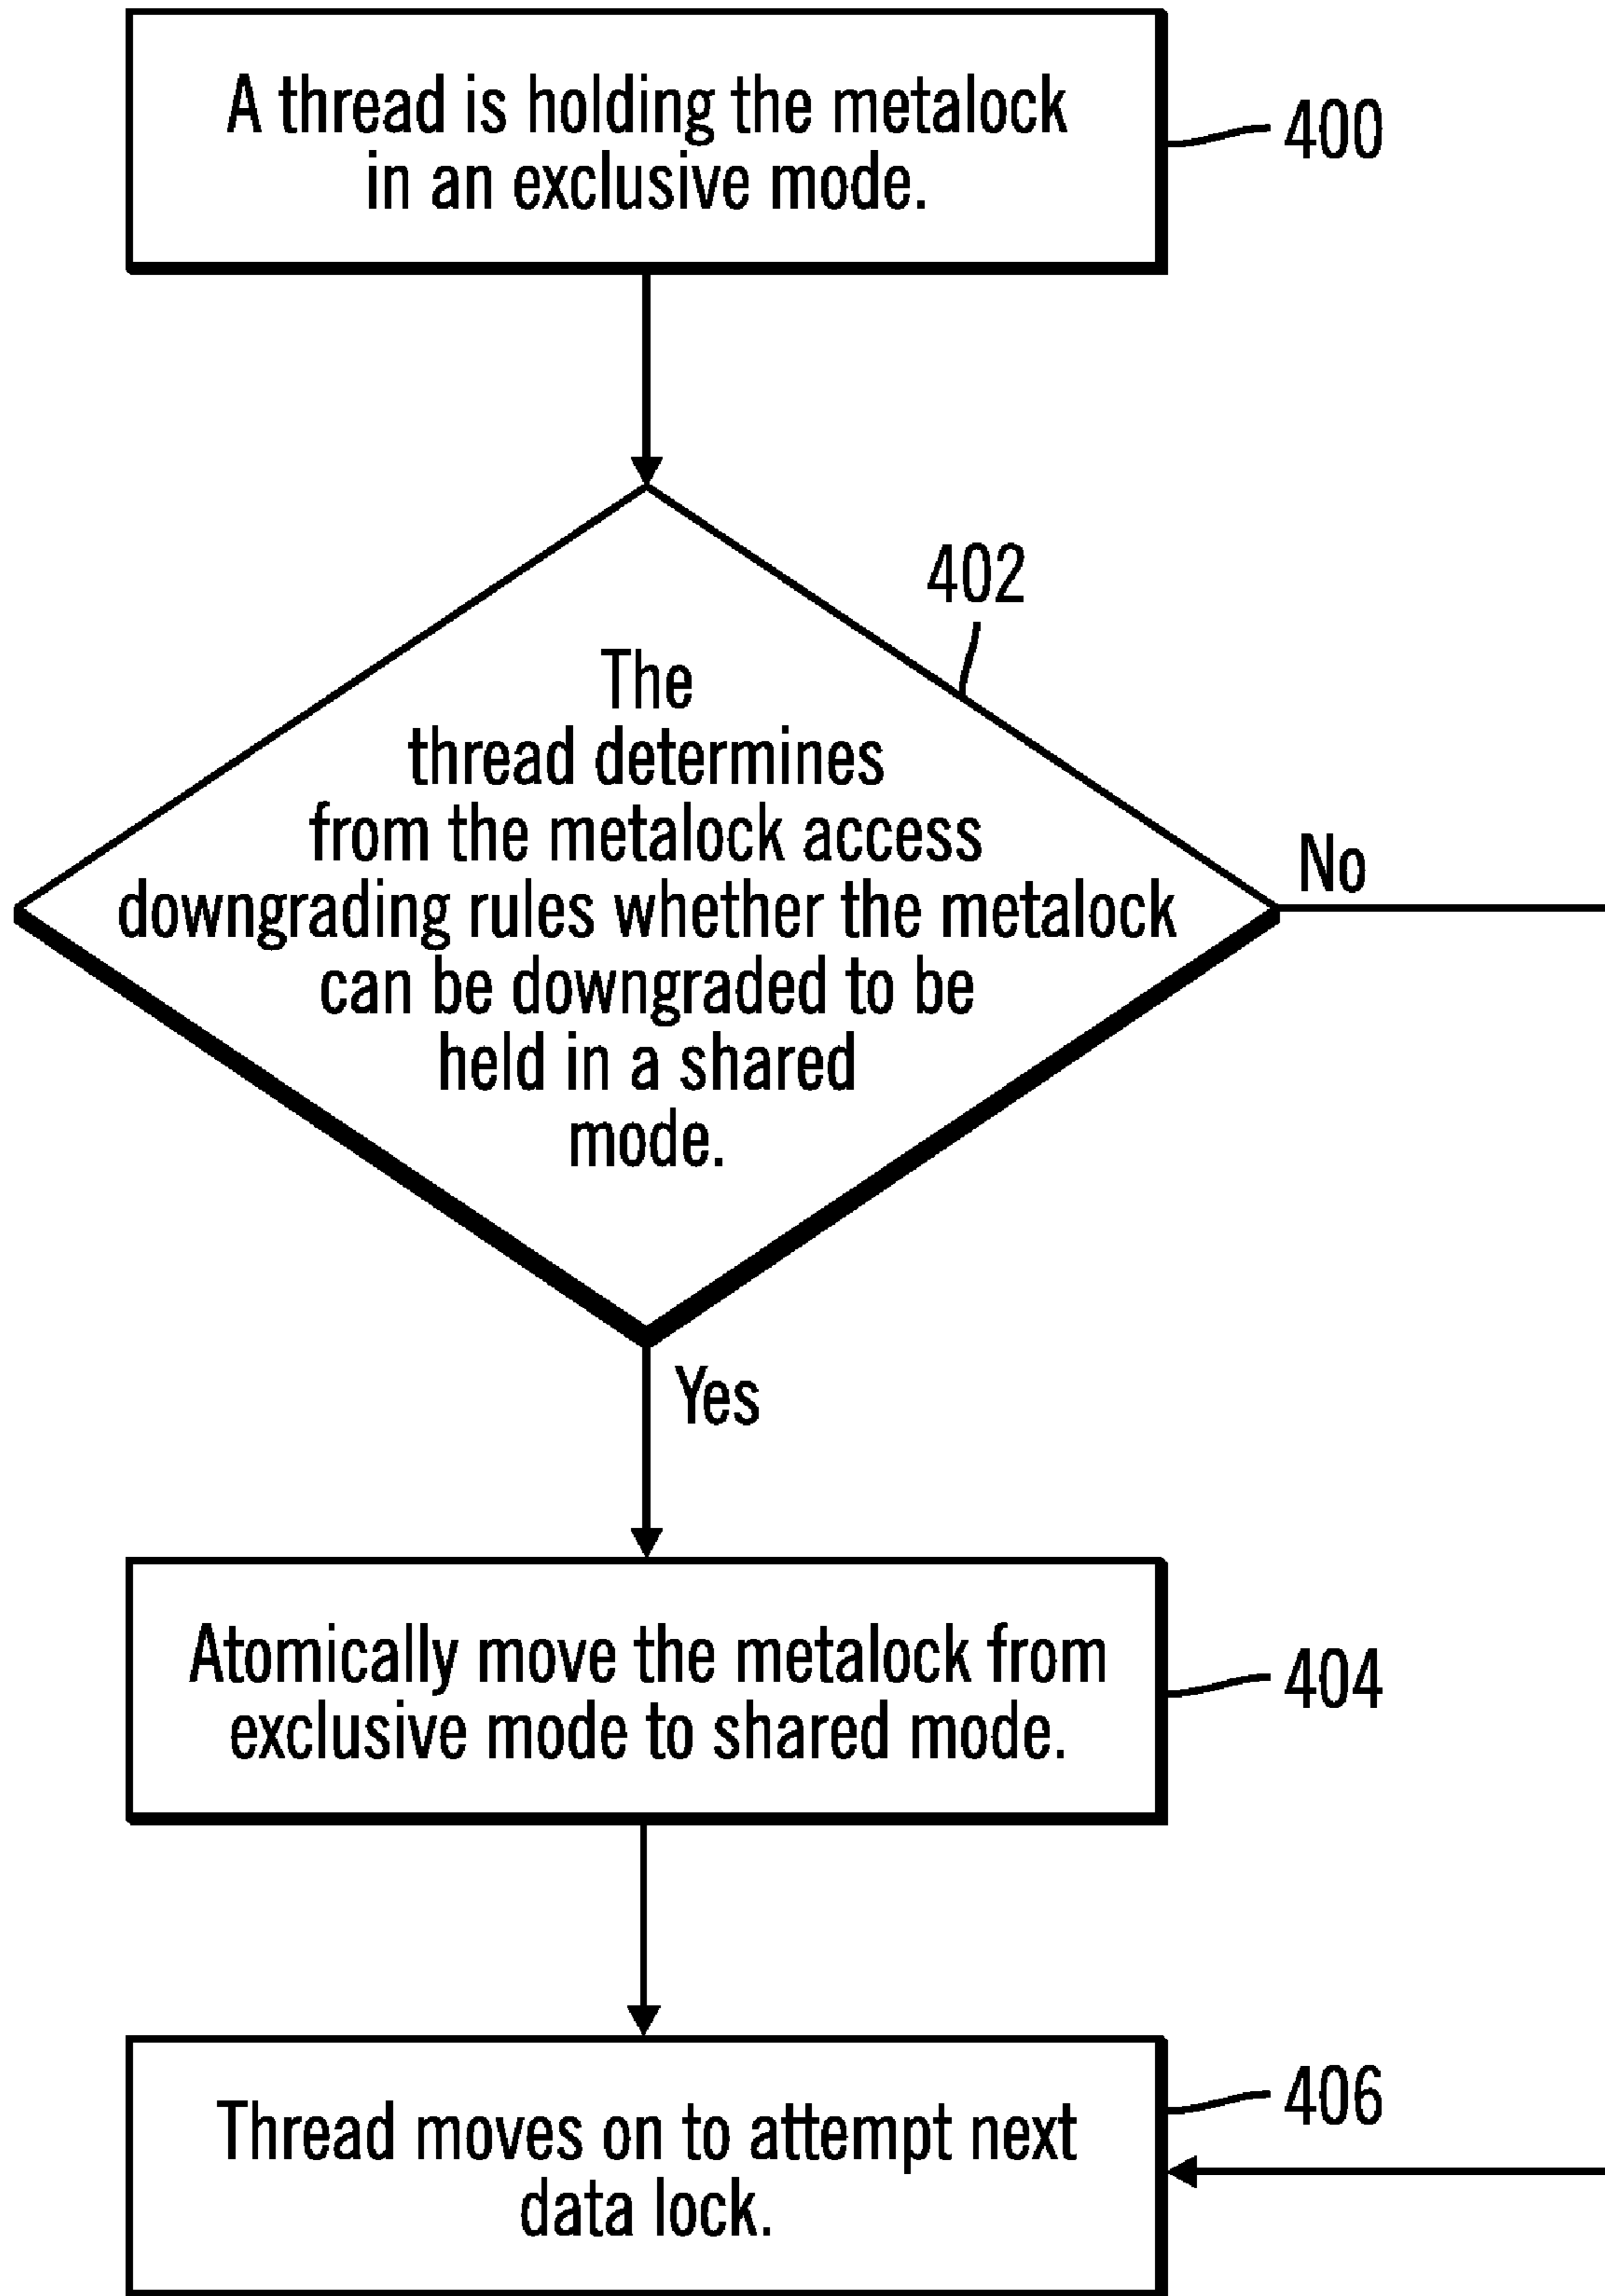 A thread is holding the metalock
in an exclusive mode.
400
402
The
thread determines
from the metalock access
downgrading rules whether the metalock
can be downgraded to be
held in a shared
mode.
No
Yes
Atomically move the metalock from
exclusive mode to shared mode.
404
Thread moves on to attempt next
data lock.
406